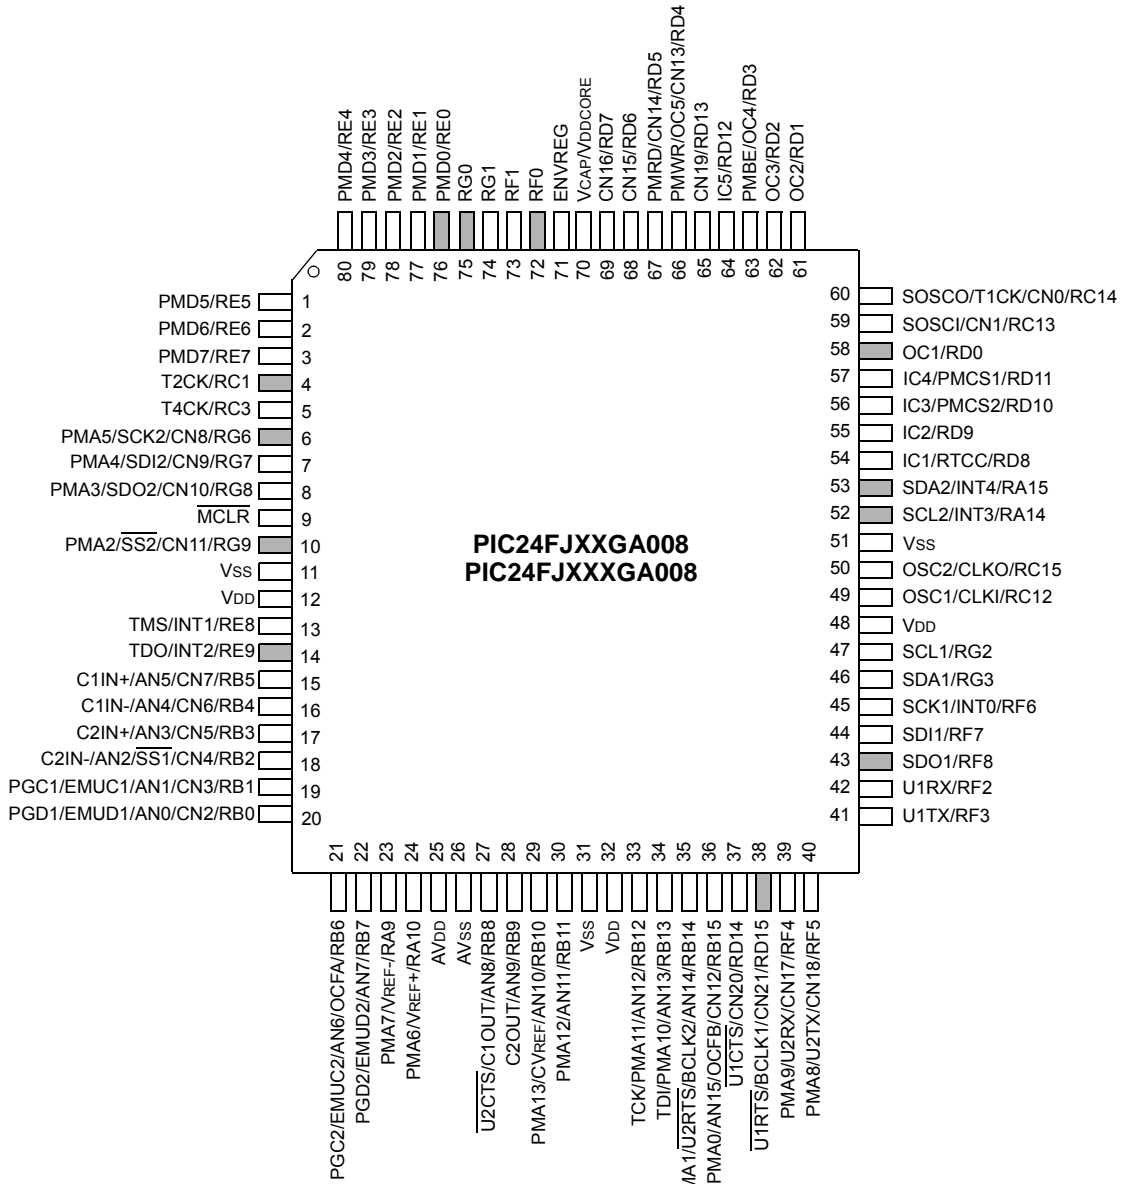 PMD4/RE4
PMD3/RE3
PMD2/RE2
PMD1/RE1
PMD0/RE0
RG0
RG1
RF1
RF0
ENVREG
VCAP/VDDCORE
CN16/RD7
CN15/RD6
PMRD/CN14/RD5
PMWR/OC5/CN13/RD4
CN19/RD13
IC5/RD12
PMBE/OC4/RD3
OC3/RD2
OC2/RD1
80
79
78
77
76
75
74
73
72
71
70
69
68
67
66
65
64
63
62
61
PMD5/RE5 1
PMD6/RE6 2
PMD7/RE7 3
T2CK/RC1 4
T4CK/RC3 5
PMA5/SCK2/CN8/RG6 6
PMA4/SDI2/CN9/RG7 7
PMA3/SDO2/CN10/RG8 8
MCLR 9
PMA2/SS2/CN11/RG9 10
VSS 11
VDD 12
TMS/INT1/RE8 13
TDO/INT2/RE9 14
C1IN+/AN5/CN7/RB5 15
C1IN-/AN4/CN6/RB4 16
C2IN+/AN3/CN5/RB3 17
C2IN-/AN2/SS1/CN4/RB2 18
PGC1/EMUC1/AN1/CN3/RB1 19
PGD1/EMUD1/AN0/CN2/RB0 20
PIC24FJXXGA008
PIC24FJXXXGA008
60 SOSCO/T1CK/CN0/RC14
59 SOSCI/CN1/RC13
58 OC1/RD0
57 IC4/PMCS1/RD11
56 IC3/PMCS2/RD10
55 IC2/RD9
54 IC1/RTCC/RD8
53 SDA2/INT4/RA15
52 SCL2/INT3/RA14
51 VSS
50 OSC2/CLKO/RC15
49 OSC1/CLKI/RC12
48 VDD
47 SCL1/RG2
46 SDA1/RG3
45 SCK1/INT0/RF6
44 SDI1/RF7
43 SDO1/RF8
42 U1RX/RF2
41 U1TX/RF3
21
22
23
24
25
26
27
28
29
30
31
32
33
34
35
36
37
38
39
40
PGC2/EMUC2/AN6/OCFA/RB6
PGD2/EMUD2/AN7/RB7
PMA7/VREF-/RA9
PMA6/VREF+/RA10
AVDD
AVSS
U2CTS/C1OUT/AN8/RB8
C2OUT/AN9/RB9
PMA13/CVREF/AN10/RB10
PMA12/AN11/RB11
VSS
VDD
TCK/PMA11/AN12/RB12
TDI/PMA10/AN13/RB13
MA1/U2RTS/BCLK2/AN14/RB14
PMA0/AN15/OCFB/CN12/RB15
U1CTS/CN20/RD14
U1RTS/BCLK1/CN21/RD15
PMA9/U2RX/CN17/RF4
PMA8/U2TX/CN18/RF5